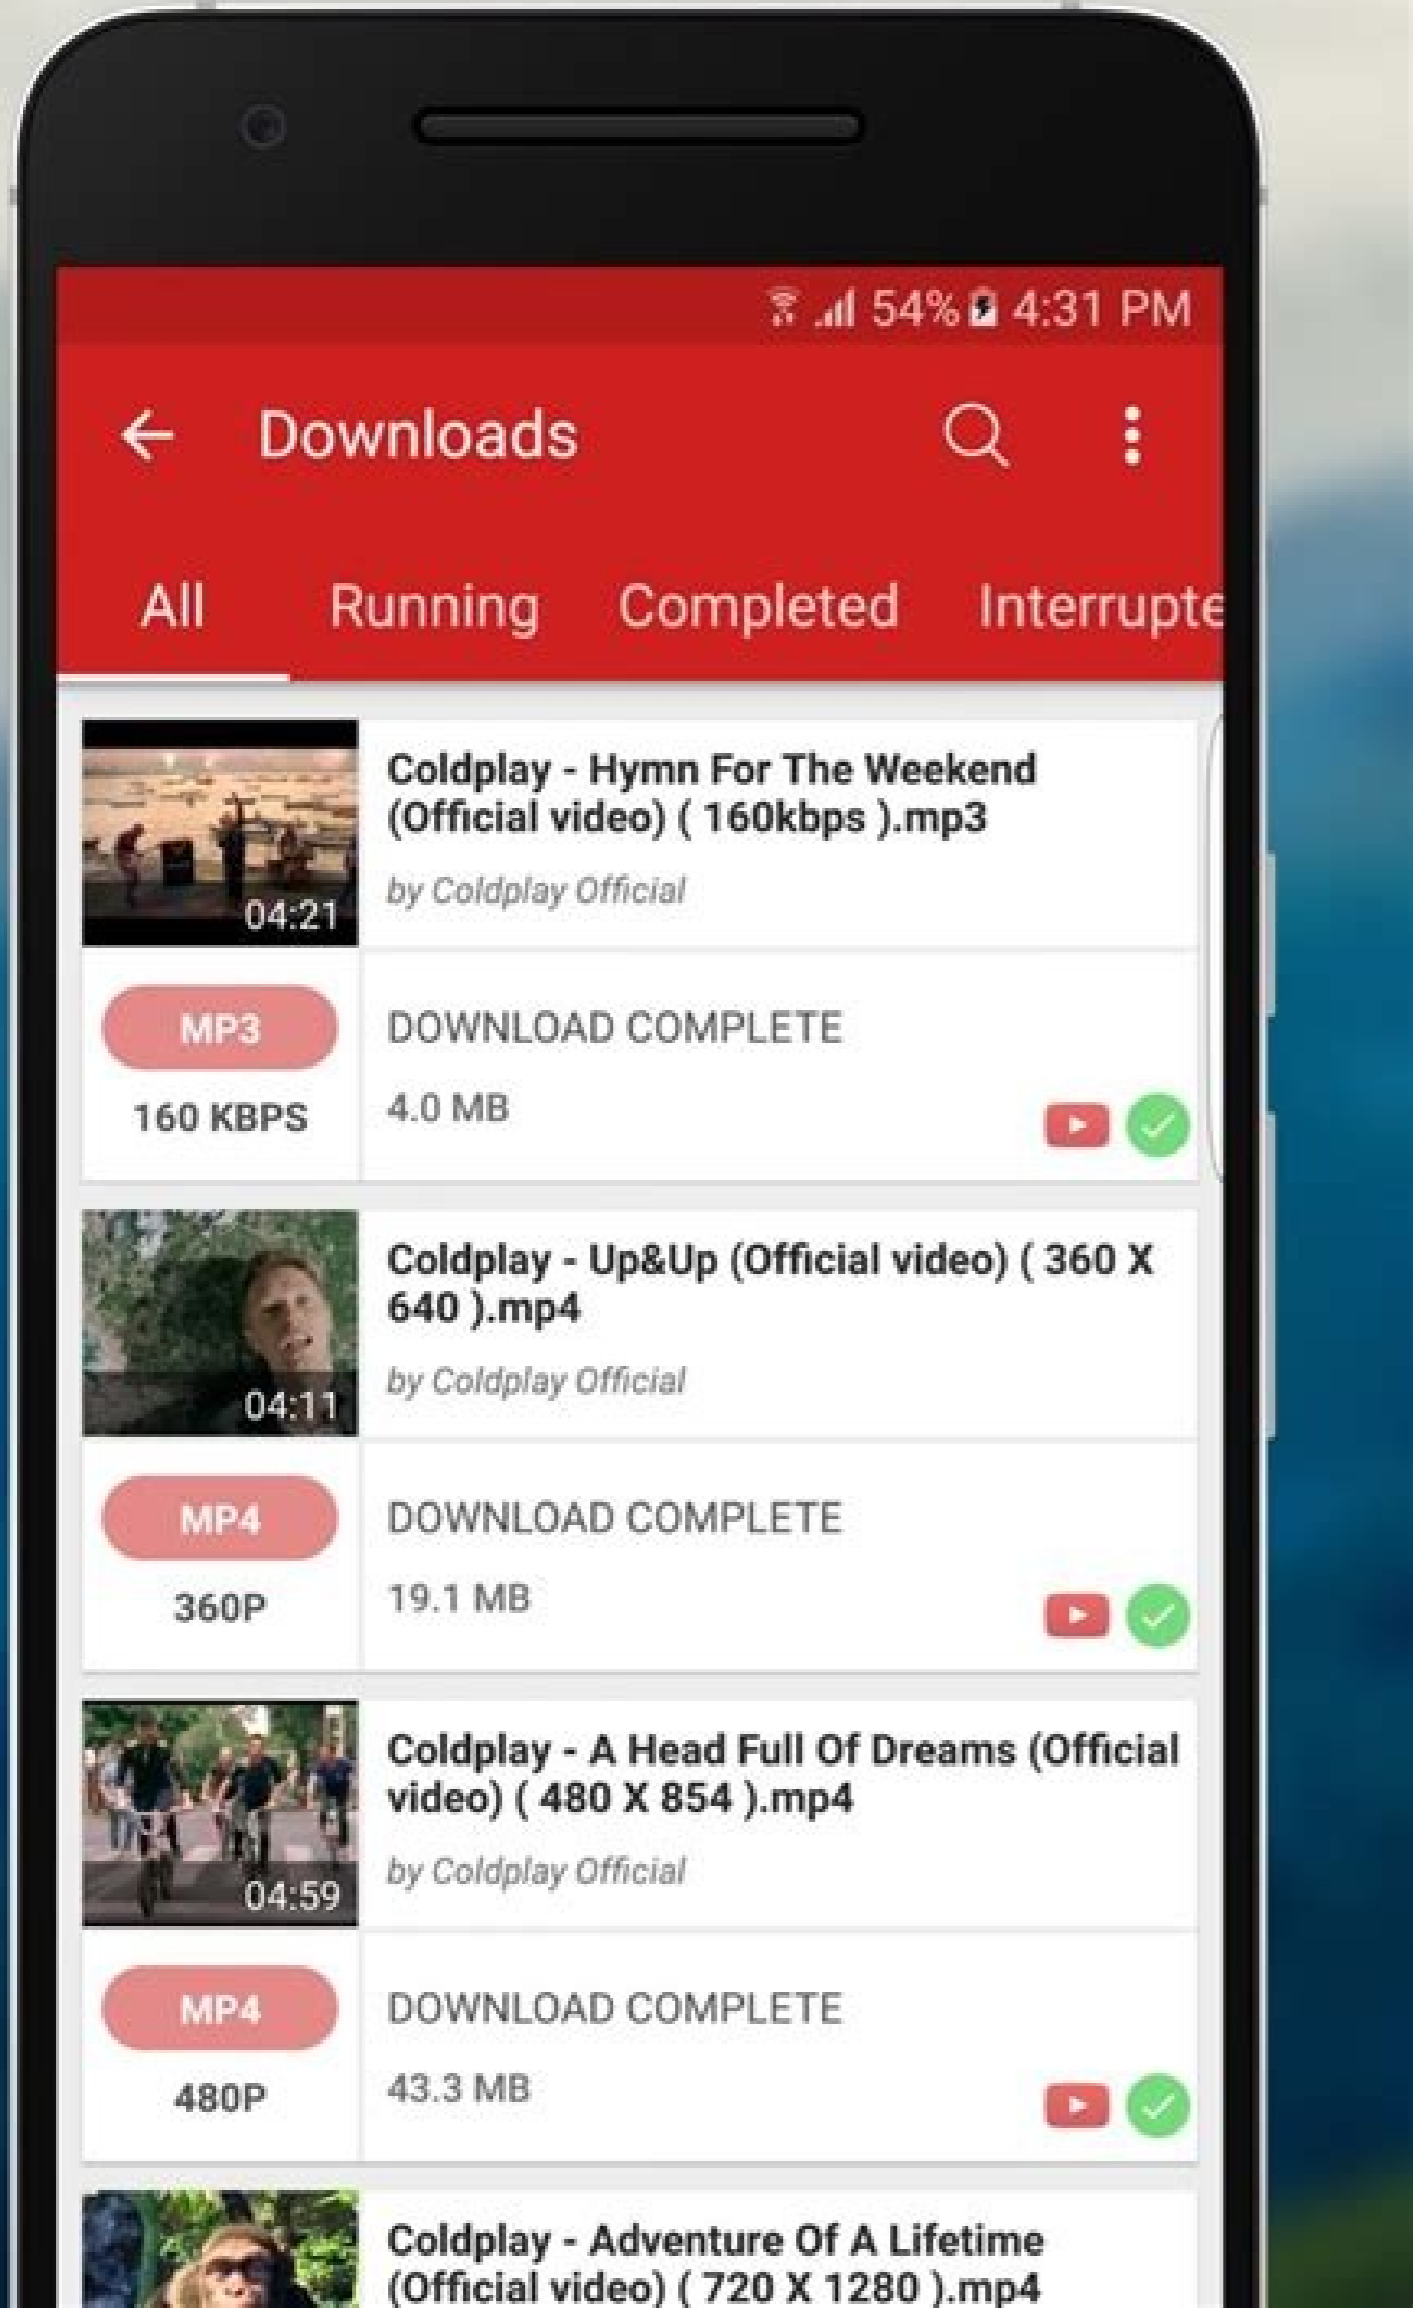 54% 4:31 PM
Downloads
All Running Completed Interrupte
Coldplay - Hymn For The Weekend
(Official video) ( 160kbps ).mp3
04:21
by Coldplay Official
MP3
DOWNLOAD COMPLETE
160 KBPS
4.0 MB
Coldplay - Up&Up (Official video) ( 360 X
640 ).mp4
04:11
by Coldplay Official
MP4
DOWNLOAD COMPLETE
360P
19.1 MB
Coldplay - A Head Full Of Dreams (Official
video) ( 480 X 854 ).mp4
04:59
by Coldplay Official
MP4
DOWNLOAD COMPLETE
480P
43.3 MB
Coldplay - Adventure Of A Lifetime
(Official video) ( 720 X 1280 ).mp4